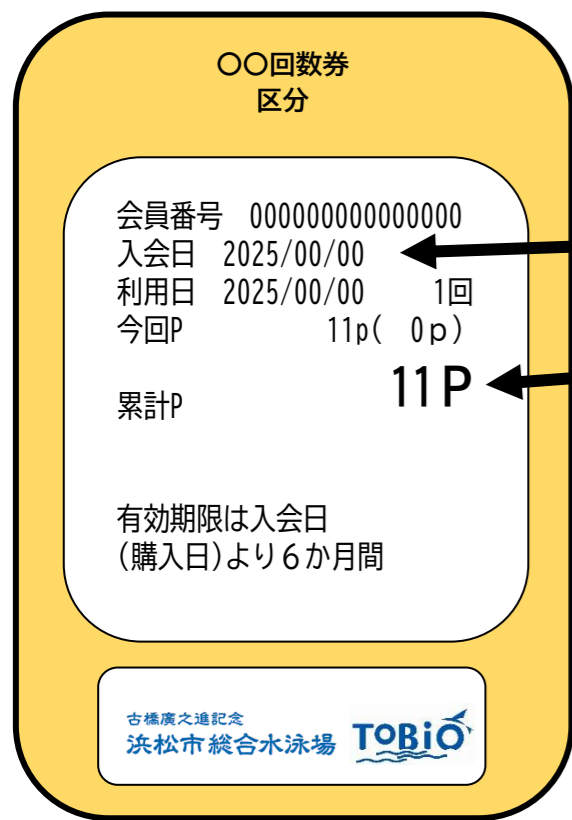 〇〇回数券
区分
会員番号 000000000000000
入会日 2025/00/00
利用日 2025/00/00 1回
今回P 11p( 0p)
累計P 11P
有効期限は入会日
(購入日)より6か月間
古橋廣之進記念
浜松市総合水泳場 TOBiO